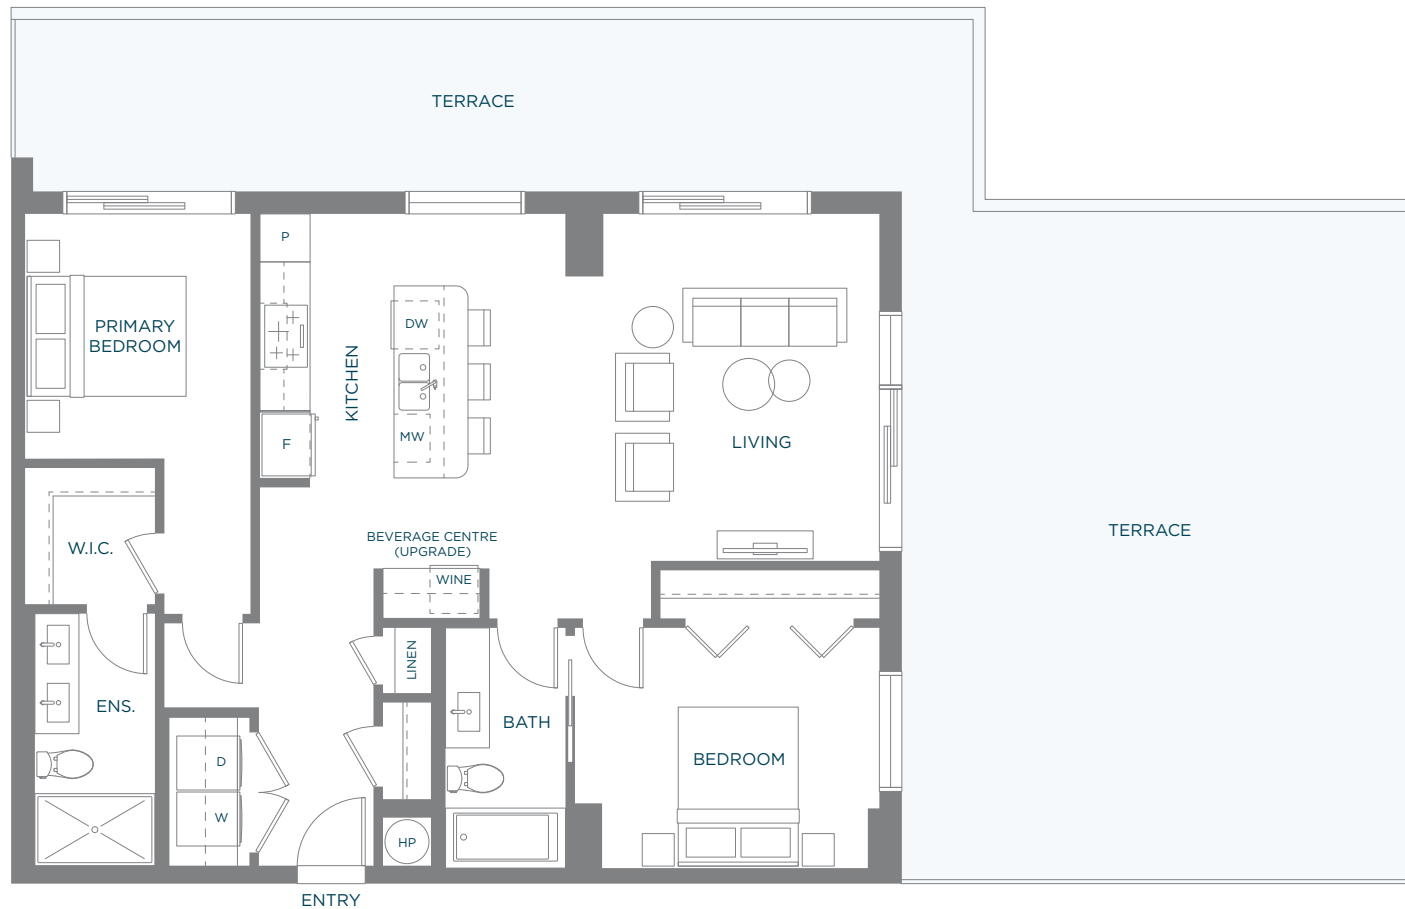 TERRACE
P
PRIMARY
BEDROOM
DW
KITCHEN
MW
F
LIVING
TERRACE
BEVERAGE CENTRE
(UPGRADE)
W.I.C.
WINE
LINEN
ENS.
BATH
D
BEDROOM
W
HP
ENTRY